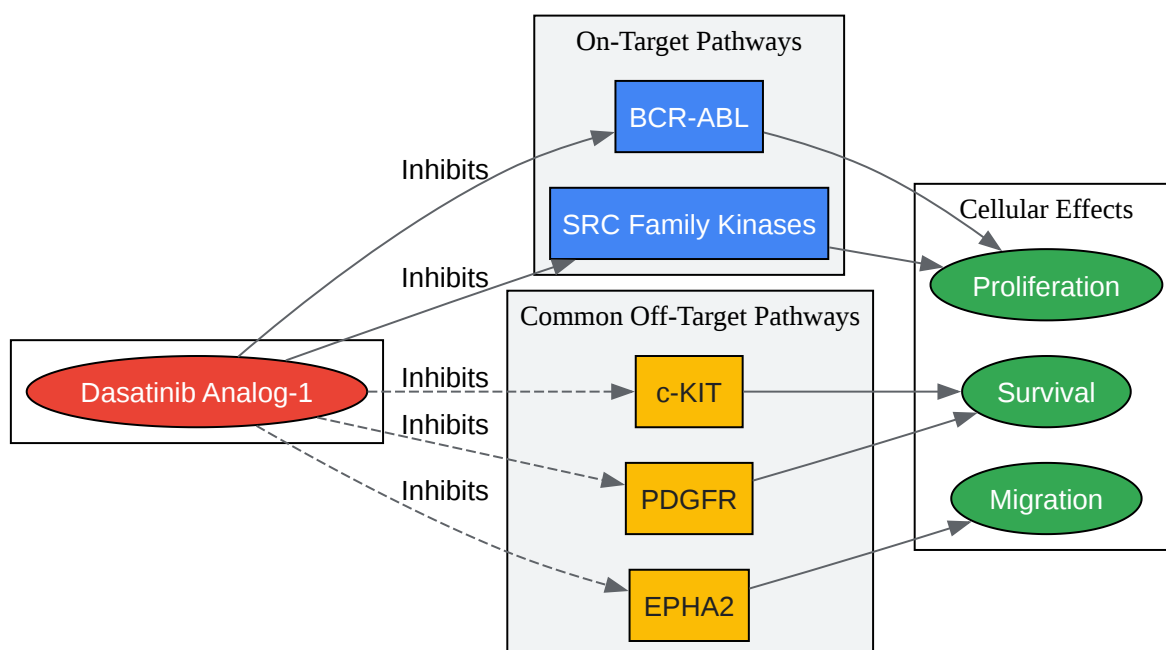 On-Target Pathways
BCR-ABL
Inhibits
SRC Family Kinases
Inhibits
Cellular Effects
Proliferation
Common Off-Target Pathways
Dasatinib Analog-1
Inhibits
c-KIT
Survival
Inhibits
PDGFR
Inhibits
Migration
EPHA2